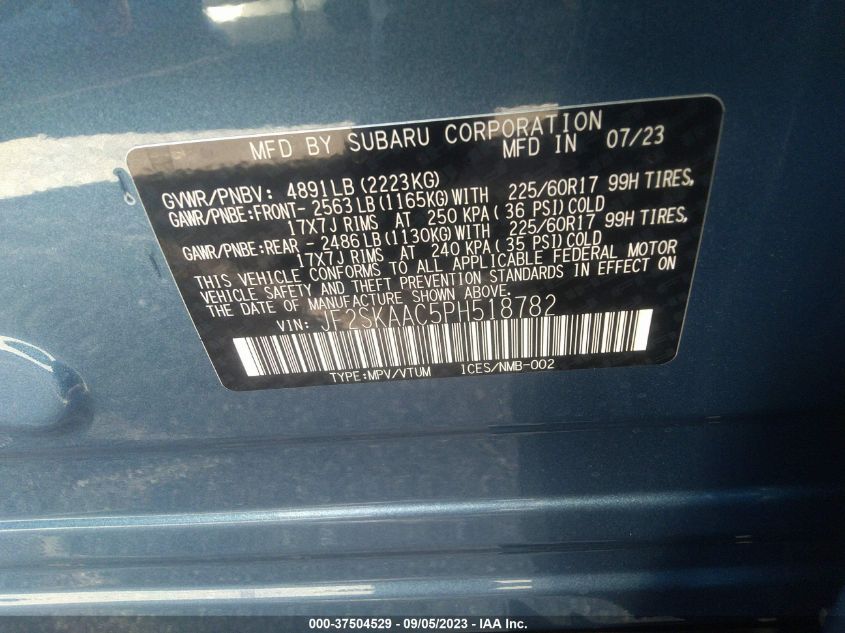 MFD BY SUBARU CORPORATION
MFD IN 07/23
GVWR/PNBV: 4891LB(2223KG)
GAWR/PNBE:FRONT- 2563LB(1165KG)WITH 225/60R17 99H TIRES,
17X7J RIMS AT 250 KPA(36 PSI)COLD
GAWR/PNBE:REAR - 2486LB(1130KG)WITH 225/60R17 99H TIRES,
17X7J RIMS AT 240 KPA(35 PSI)COLD
THIS VEHICLE CONFORMS TO ALL APPLICABLE FEDERAL MOTOR
VEHICLE SAFETY AND THEFT PREVENTION STANDARDS IN EFFECT ON
THE DATE OF MANUFACTURE SHOWN ABOVE.
VIN: JF2SKAAC5PH518782
TYPE:MPV/VTUM ICES/NMB-002
000-37504529 - 09/05/2023 - IAA Inc.